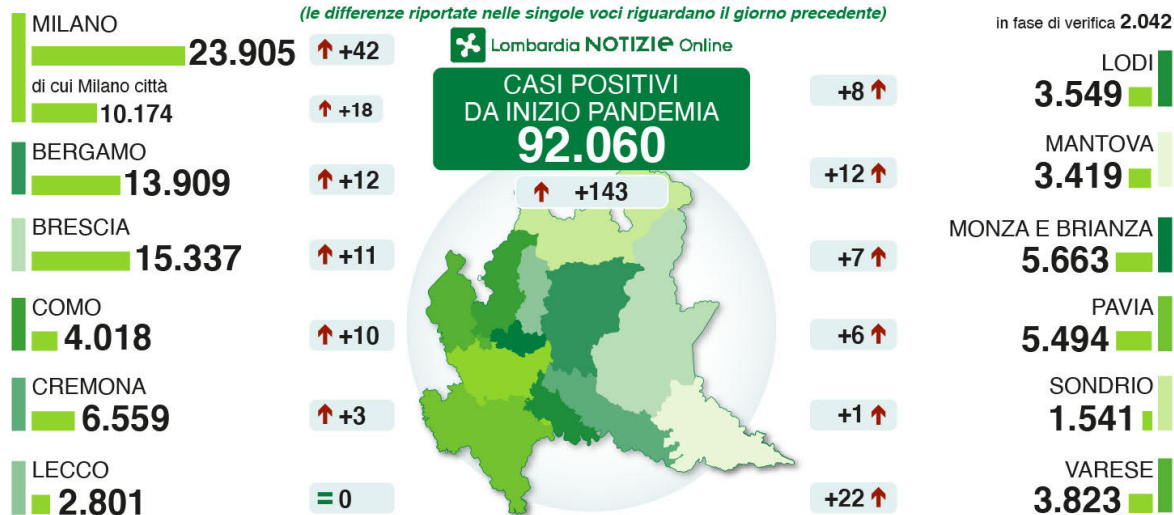 (le differenze riportate nelle singole voci riguardano il giorno precedente)
Lombardia NOTIZIE Online
CASI POSITIVI
DA INIZIO PANDEMIA
92.060
+143
in fase di verifica 2.042
MILANO
23.905
+42
di cui Milano città
10.174
+18
BERGAMO
13.909
+12
BRESCIA
15.337
+11
COMO
4.018
+10
CREMONA
6.559
+3
LECCO
2.801
= 0
LODI
+8
3.549
MANTOVA
+12
3.419
MONZA E BRIANZA
+7
5.663
PAVIA
+6
5.494
SONDRIO
+1
1.541
VARESE
+22
3.823